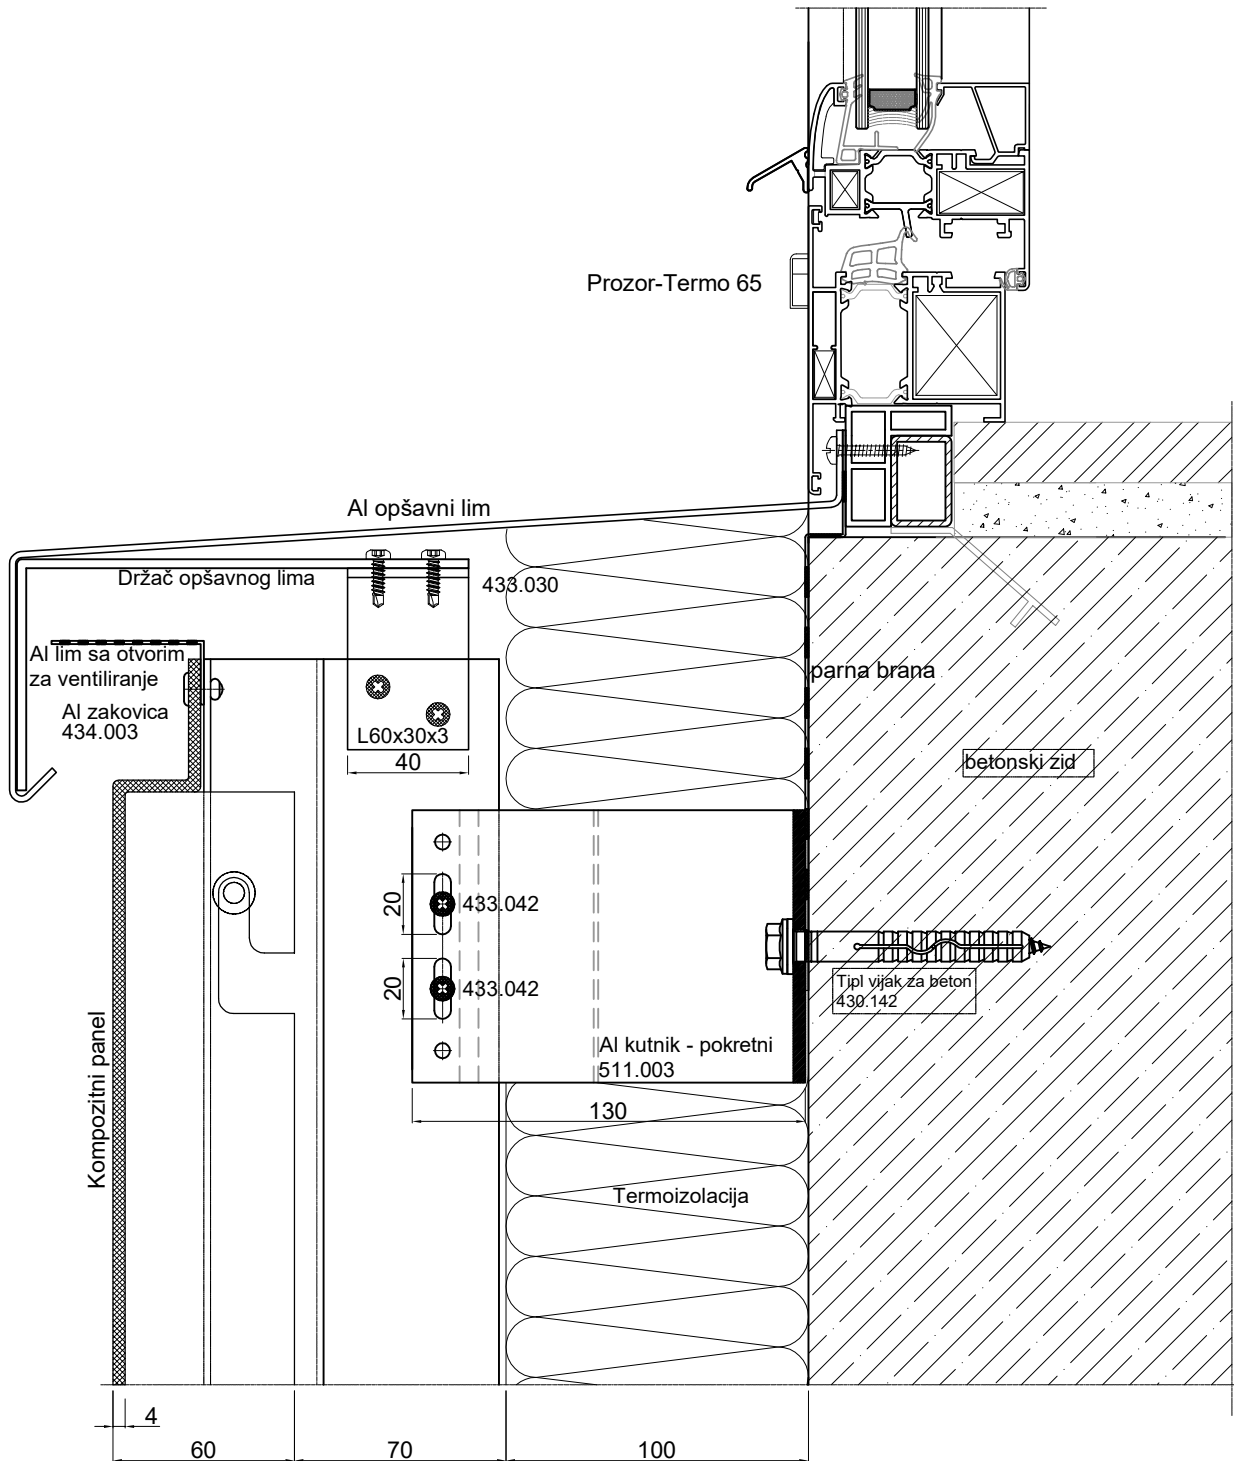 Prozor-Termo 65
Al opšavni lim
Držač opšavnog lima
433.030
Al lim sa otvorim
za ventiliranje
Al zakovica
434.003
L60x30x3
40
parna brana
betonski zid
20
433.042
20
433.042
Tipl vijak za beton
430.142
Al kutnik - pokretni
511.003
130
Kompozitni panel
Termoizolacija
4
60
70
100